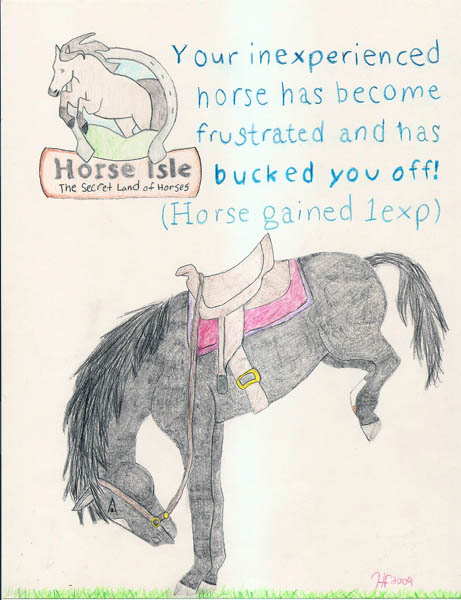 Your inexperienced
horse has become
frustrated and has
bucked you off!
(Horse gained 1exp)
Horse Isle
The Secret Land of Horses
HF2009